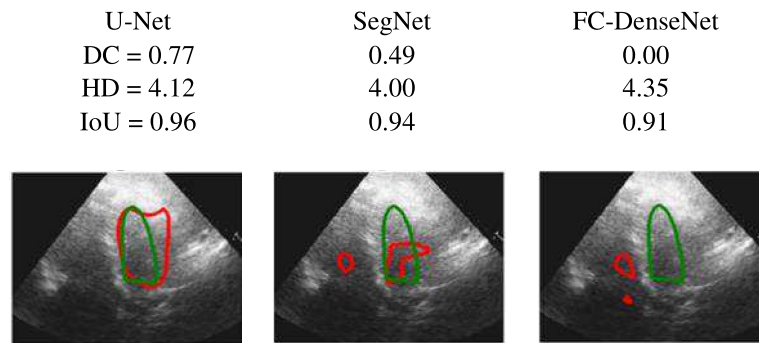 U-Net SegNet FC-DenseNet
DC = 0.77 0.49 0.00
HD = 4.12 4.00 4.35
IoU = 0.96 0.94 0.91